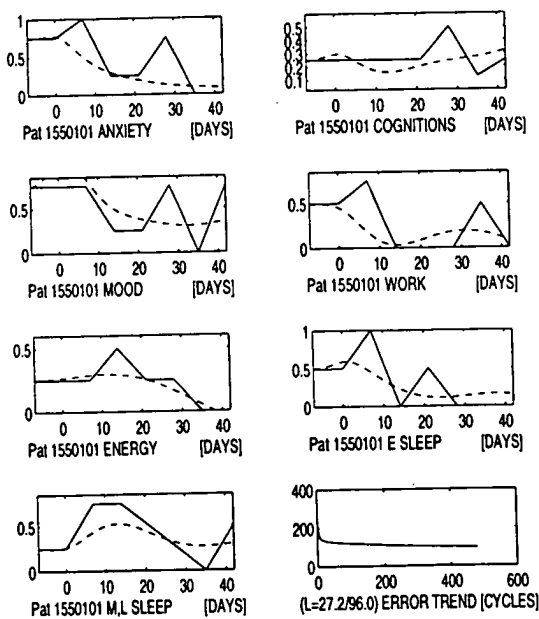 1
0.5
0
0 10 20 30 40
Pat 1550101 ANXIETY [DAYS]
0.5
0.4
0.3
0.2
0.1
0 10 20 30 40
Pat 1550101 COGNITIONS [DAYS]
0.5
0 10 20 30 40
Pat 1550101 MOOD [DAYS]
0.5
0
0 10 20 30 40
Pat 1550101 WORK [DAYS]
0.5
0
0 10 20 30 40
Pat 1550101 ENERGY [DAYS]
1
0.5
0
0 10 20 30 40
Pat 1550101 E SLEEP [DAYS]
0.5
0
0 10 20 30 40
Pat 1550101 M,L SLEEP [DAYS]
400
200
0
0 200 400 600
(L=27.2/96.0) ERROR TREND [CYCLES]